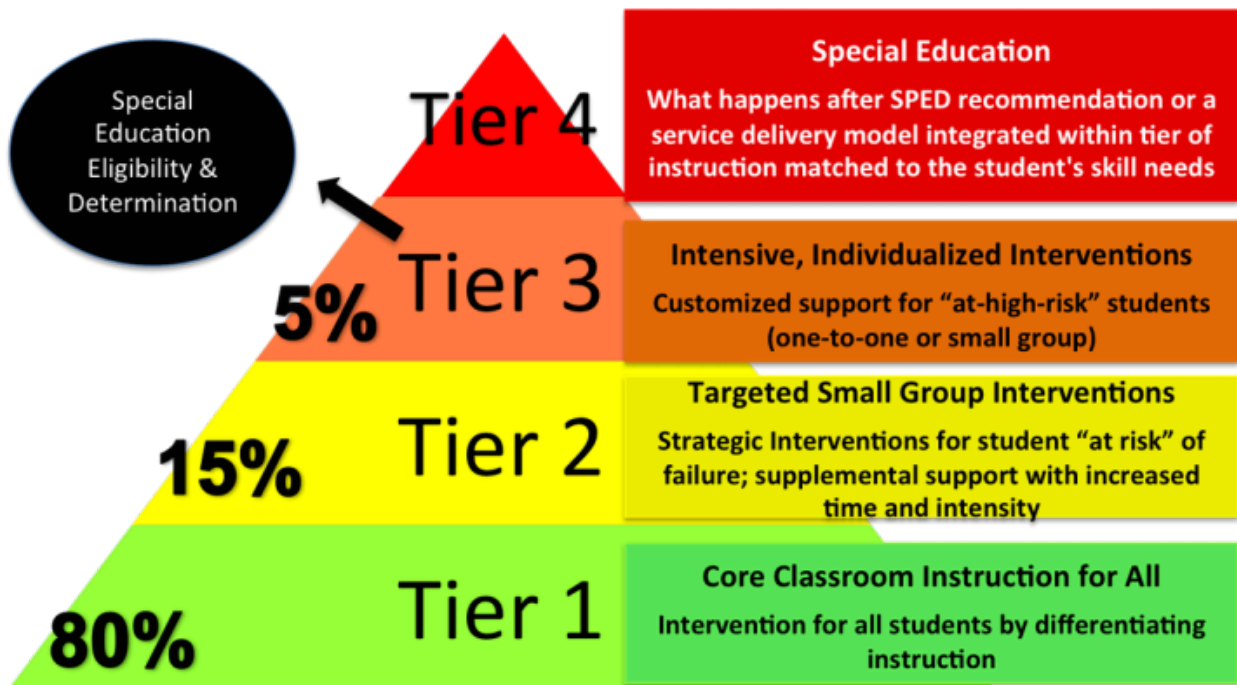 Special
Education
Eligibility &
Determination
Tier 4
Special Education
What happens after SPED recommendation or a
service delivery model integrated within tier of
instruction matched to the student's skill needs
Tier 3
5%
Intensive, Individualized Interventions
Customized support for “at-high-risk” students
(one-to-one or small group)
Tier 2
15%
Targeted Small Group Interventions
Strategic Interventions for student “at risk” of
failure; supplemental support with increased
time and intensity
Tier 1
80%
Core Classroom Instruction for All
Intervention for all students by differentiating
instruction